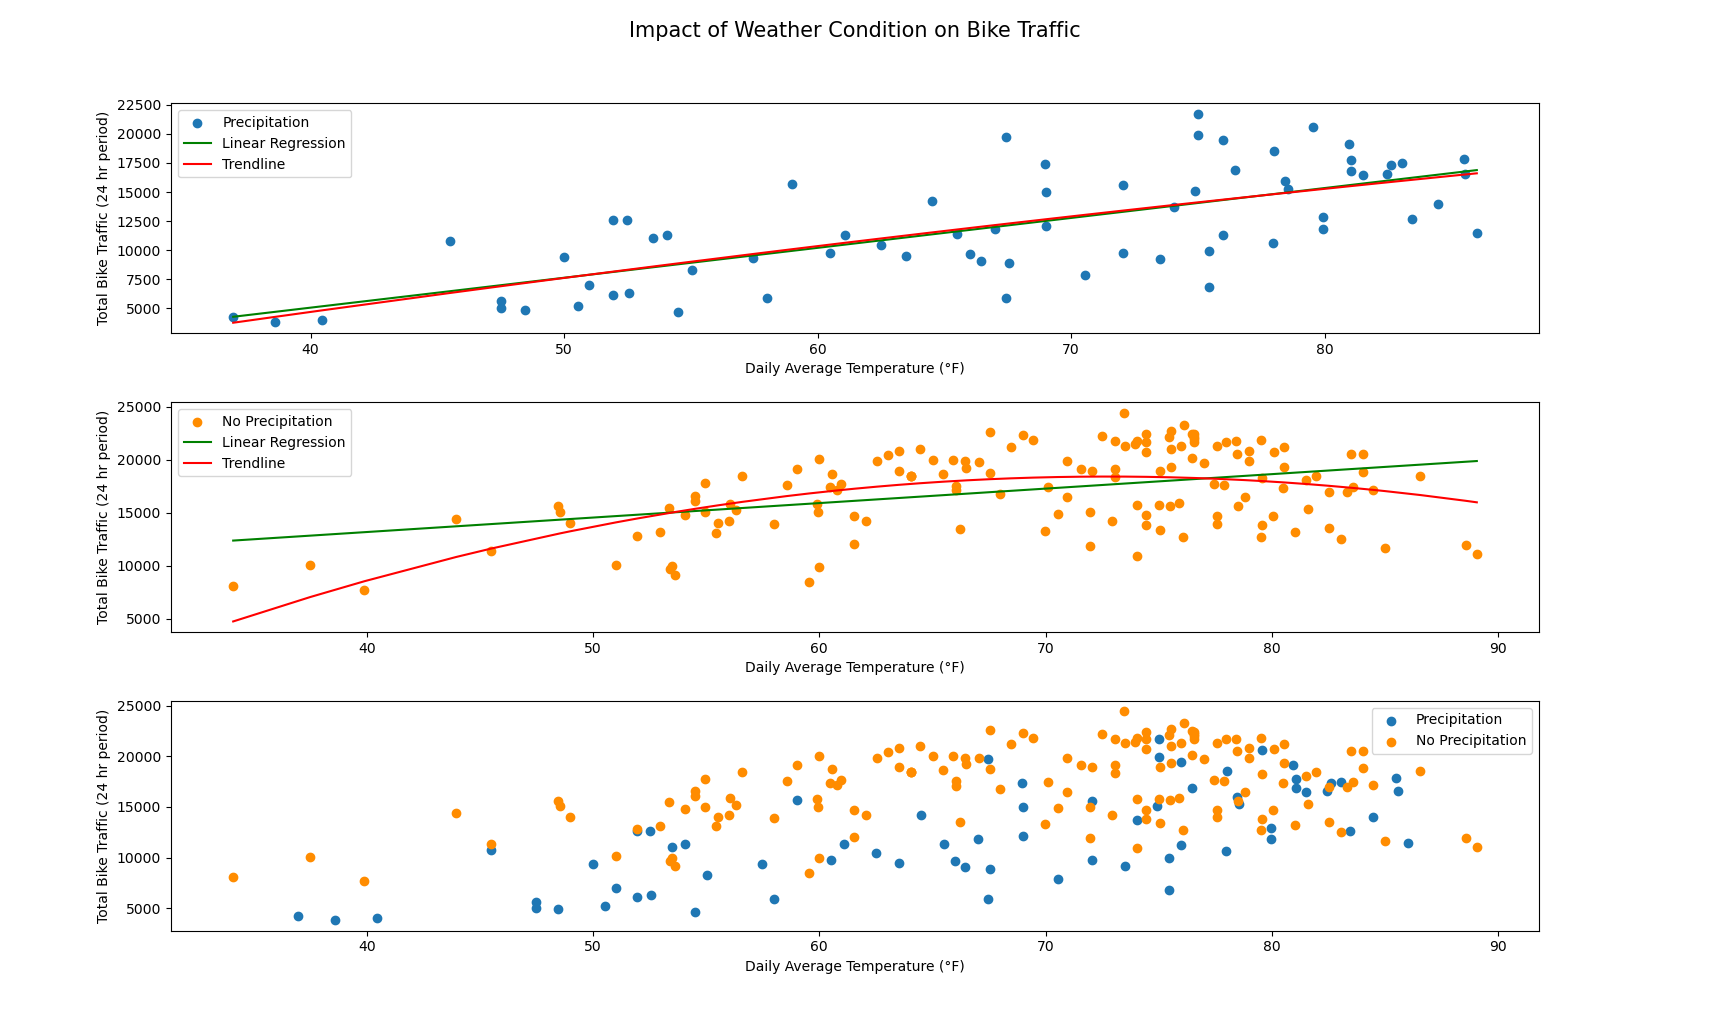 Impact of Weather Condition on Bike Traffic
Total Bike Traffic (24 hr period)
22500
20000
17500
15000
12500
10000
7500
5000
Precipitation
Linear Regression
Trendline
40 50 60 70 80
Daily Average Temperature (°F)
Total Bike Traffic (24 hr period)
25000
20000
15000
10000
5000
No Precipitation
Linear Regression
Trendline
40 50 60 70 80 90
Daily Average Temperature (°F)
Total Bike Traffic (24 hr period)
25000
20000
15000
10000
5000
Precipitation
No Precipitation
40 50 60 70 80 90
Daily Average Temperature (°F)